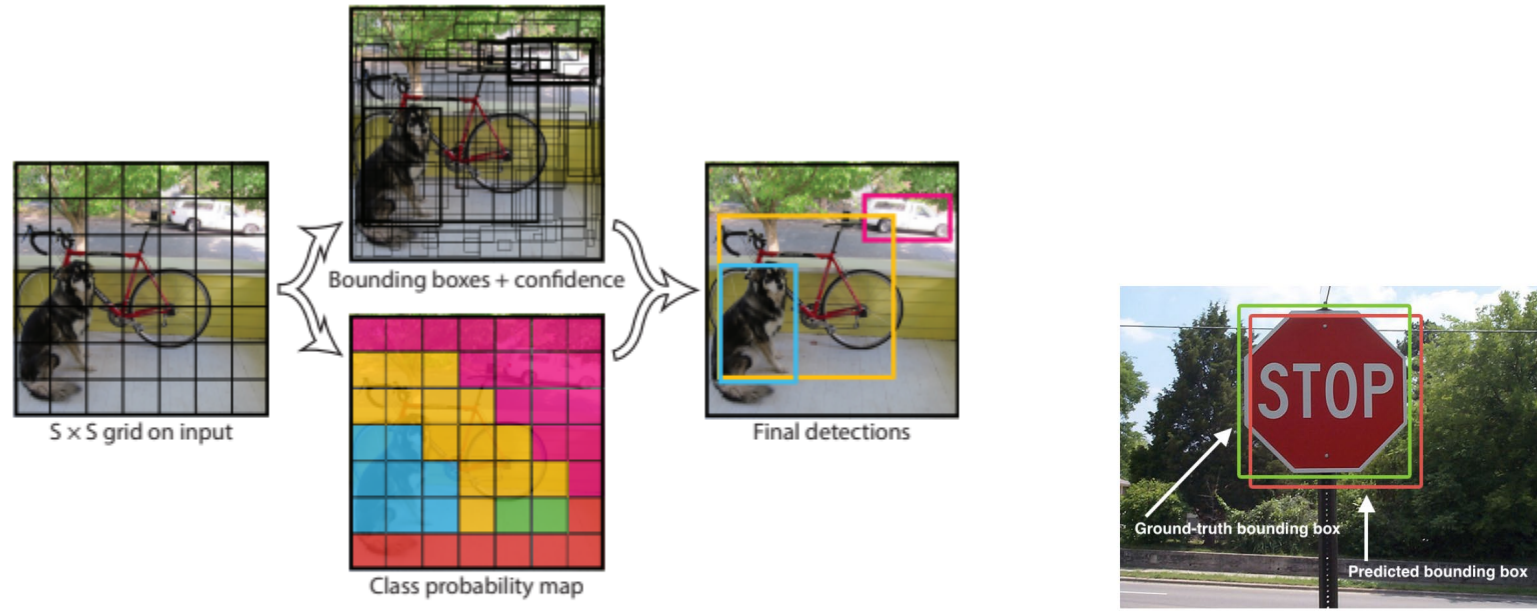 Bounding boxes + confidence
S × S grid on input
Final detections
Class probability map
STOP
Ground-truth bounding box
Predicted bounding box